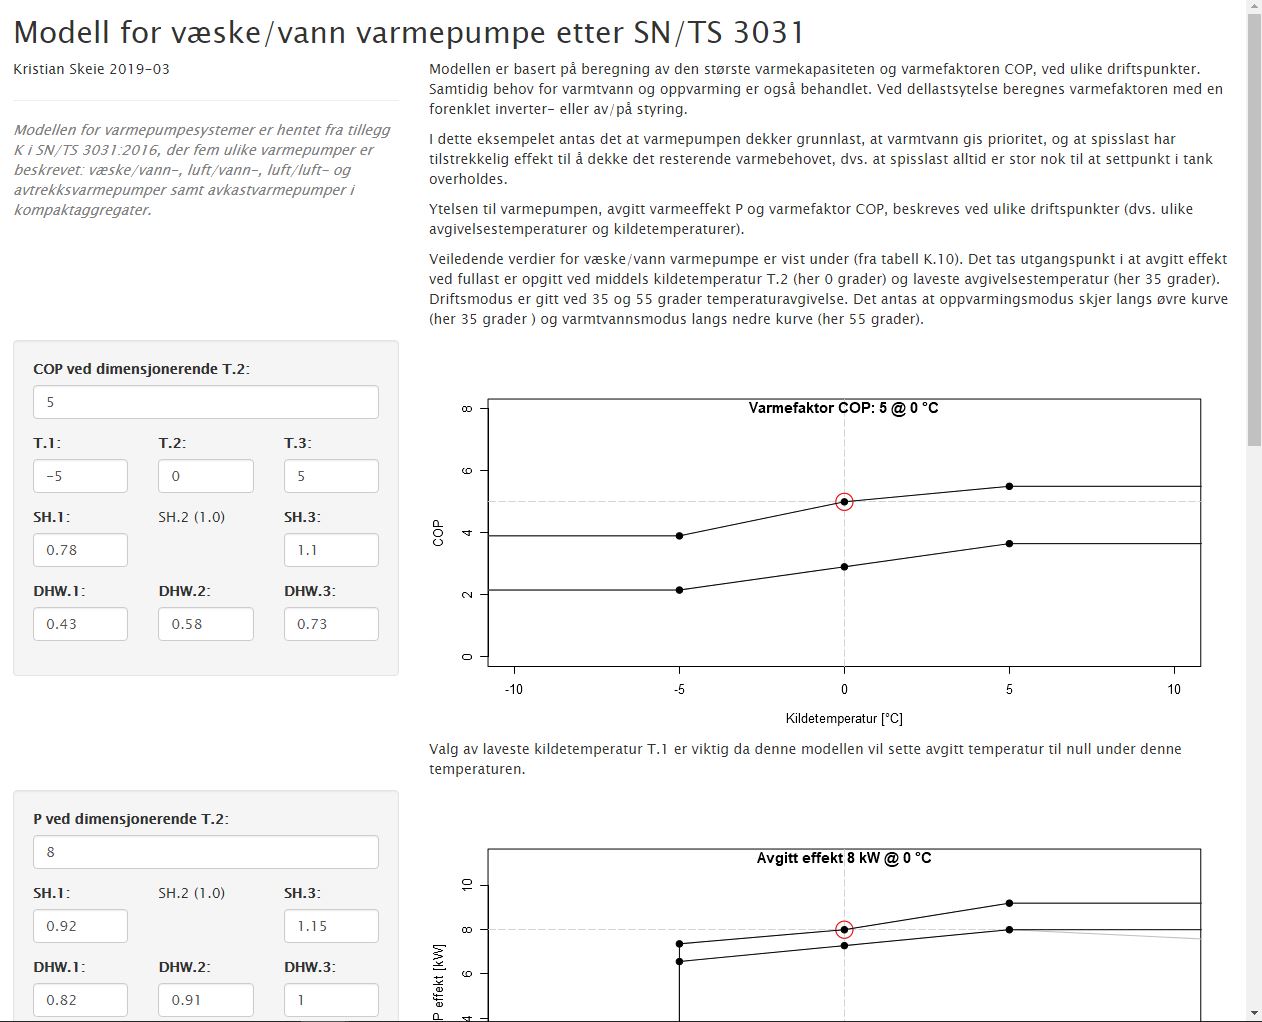 Modell for væske/vann varmepumpe etter SN/TS 3031
Kristian Skeie 2019-03
Modellen for varmepumpesystemer er hentet fra tillegg
K i SN/TS 3031:2016, der fem ulike varmepumper er
beskrevet: væske/vann-, luft/vann-, luft/luft- og
avtrekksvarmepumper samt avkastvarmepumper i
kompaktaggregater.
Modellen er basert på beregning av den største varmekapasiteten og varmefaktoren COP, ved ulike driftspunkter.
Samtidig behov for varmtvann og oppvarming er også behandlet. Ved dellastsytelse beregnes varmefaktoren med en
forenklet inverter- eller av/på styring.
I dette eksempelet antas det at varmepumpen dekker grunnlast, at varmtvann gis prioritet, og at spisslast har
tilstrekkelig effekt til å dekke det resterende varmebehovet, dvs. at spisslast alltid er stor nok til at settpunkt i tank
overholdes.
Ytelsen til varmepumpen, avgitt varmeeffekt P og varmefaktor COP, beskrives ved ulike driftspunkter (dvs. ulike
avgivelsestemperaturer og kildetemperaturer).
Veiledende verdier for væske/vann varmepumpe er vist under (fra tabell K.10). Det tas utgangspunkt i at avgitt effekt
ved fullast er opgitt ved middels kildetemperatur T.2 (her 0 grader) og laveste avgivelsestemperatur (her 35 grader).
Driftsmodus er gitt ved 35 og 55 grader temperaturavgivelse. Det antas at oppvarmingsmodus skjer langs øvre kurve
(her 35 grader ) og varmtvannsmodus langs nedre kurve (her 55 grader).
COP ved dimensjonerende T.2:
5
T.1: T.2: T.3:
-5 0 5
SH.1: SH.2 (1.0) SH.3:
0.78 1.1
DHW.1: DHW.2: DHW.3:
0.43 0.58 0.73
Varmefaktor COP: 5 @ 0 °C
8
6
4
2
0
COP
-10 -5 0 5 10
Kildetemperatur [°C]
Valg av laveste kildetemperatur T.1 er viktig da denne modellen vil sette avgitt temperatur til null under denne
temperaturen.
P ved dimensjonerende T.2:
8
SH.1: SH.2 (1.0) SH.3:
0.92 1.15
DHW.1: DHW.2: DHW.3:
0.82 0.91 1
Avgitt effekt 8 kW @ 0 °C
10
8
6
4
P effekt [kW]